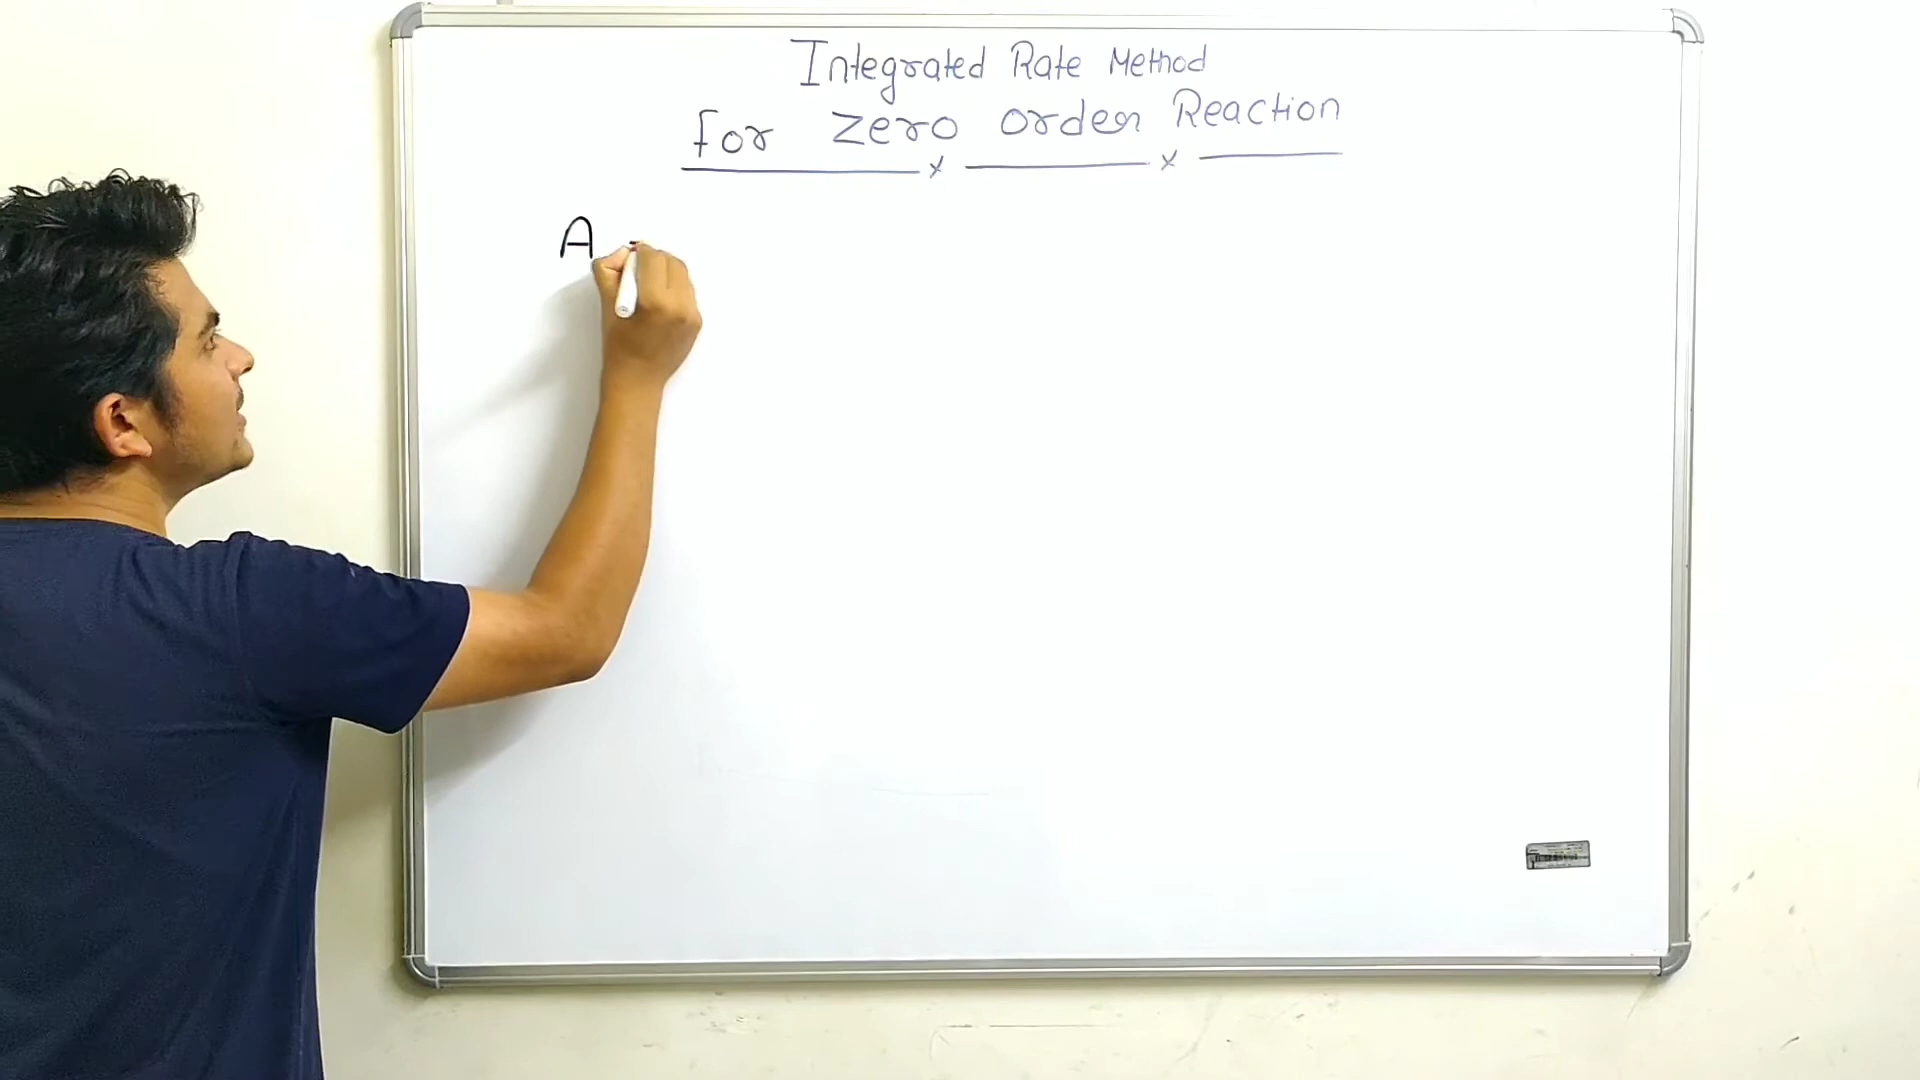 Integrated Rate Method
for zero order Reaction
x x
A